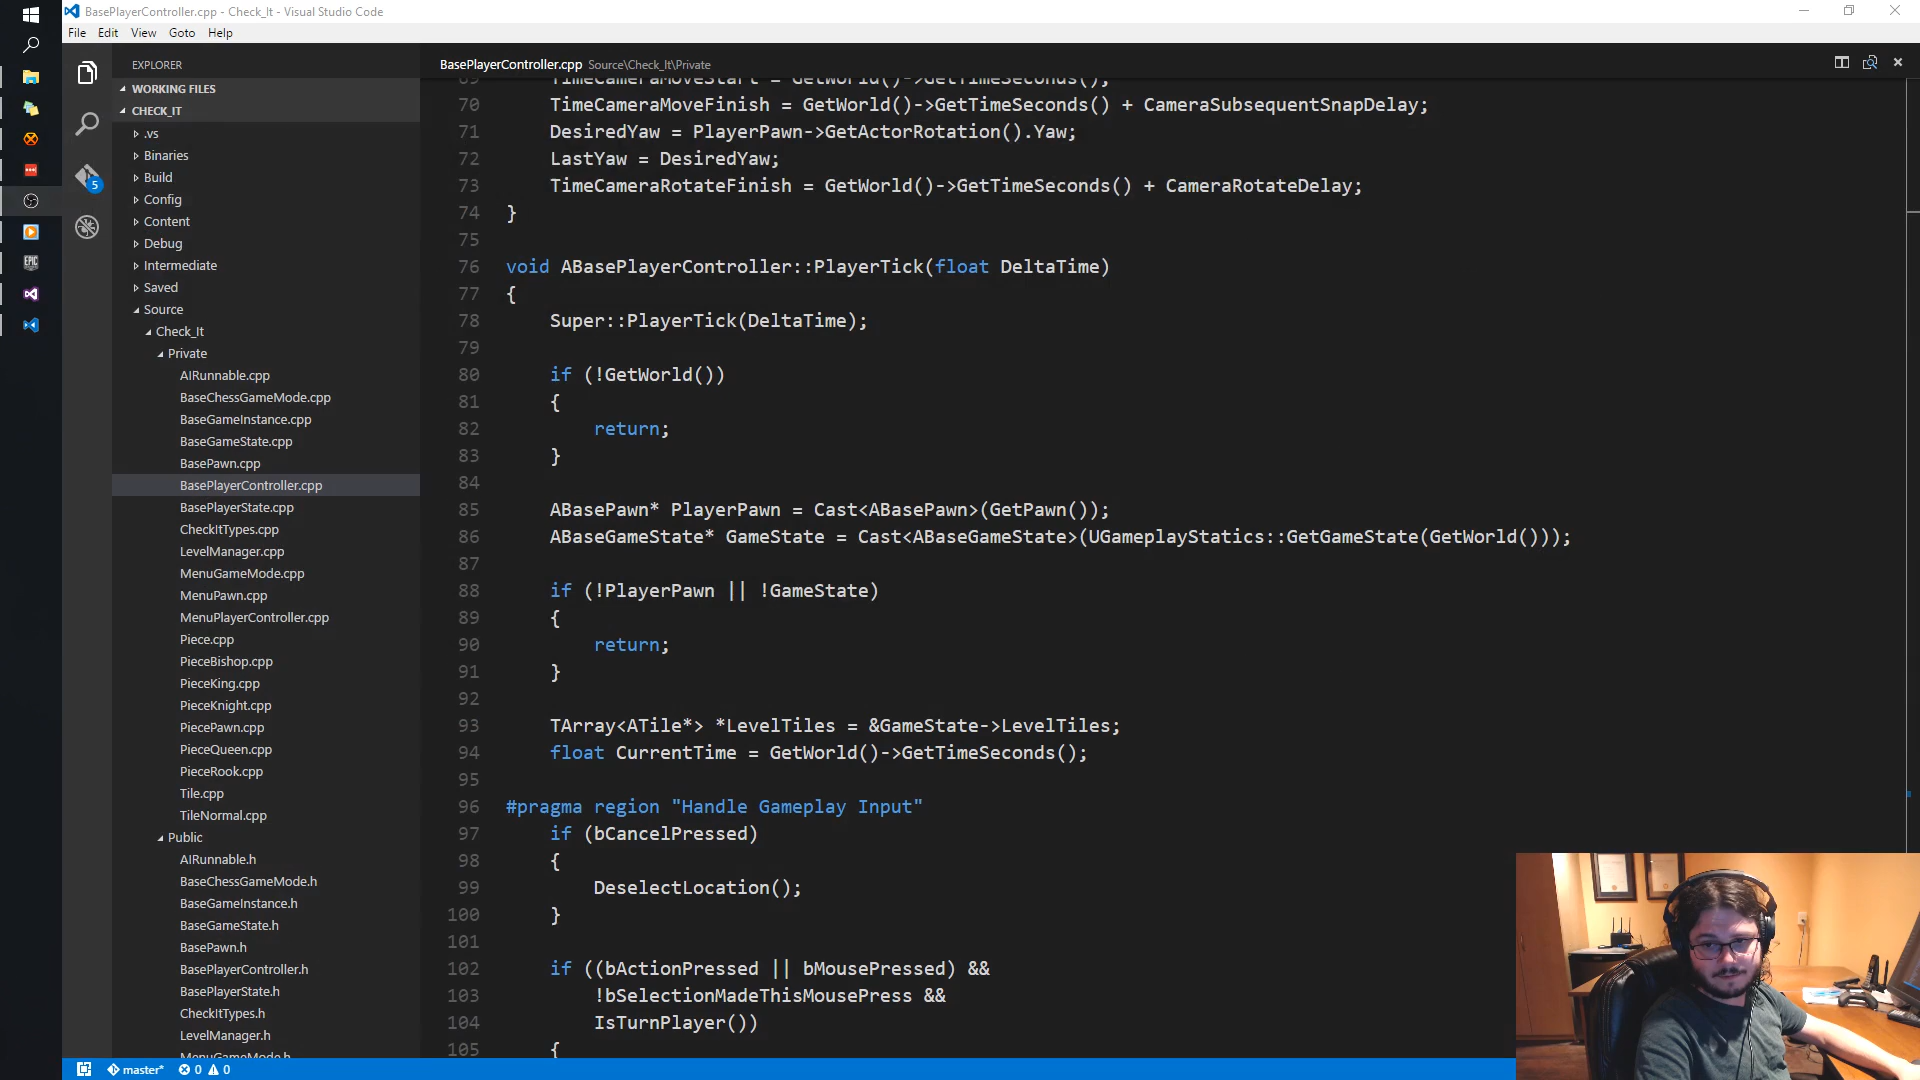 BasePlayerController.cpp - Check_It - Visual Studio Code
File Edit View Goto Help
EXPLORER
WORKING FILES
CHECK_IT
.vs
Binaries
Build
Config
Content
Debug
Intermediate
Saved
Source
Check_It
Private
AIRunnable.cpp
BaseChessGameMode.cpp
BaseGameInstance.cpp
BaseGameState.cpp
BasePawn.cpp
BasePlayerController.cpp
BasePlayerState.cpp
CheckItTypes.cpp
LevelManager.cpp
MenuGameMode.cpp
MenuPawn.cpp
MenuPlayerController.cpp
Piece.cpp
PieceBishop.cpp
PieceKing.cpp
PieceKnight.cpp
PiecePawn.cpp
PieceQueen.cpp
PieceRook.cpp
Tile.cpp
TileNormal.cpp
Public
AIRunnable.h
BaseChessGameMode.h
BaseGameInstance.h
BaseGameState.h
BasePawn.h
BasePlayerController.h
BasePlayerState.h
CheckItTypes.h
LevelManager.h
MenuGameMode.h
5
EPIC
BasePlayerController.cpp Source\Check_It\Private
69 TimeCameraMoveStart = GetWorld()->GetTimeSeconds();
70 TimeCameraMoveFinish = GetWorld()->GetTimeSeconds() + CameraSubsequentSnapDelay;
71 DesiredYaw = PlayerPawn->GetActorRotation().Yaw;
72 LastYaw = DesiredYaw;
73 TimeCameraRotateFinish = GetWorld()->GetTimeSeconds() + CameraRotateDelay;
74 }
75
76 void ABasePlayerController::PlayerTick(float DeltaTime)
77 {
78 Super::PlayerTick(DeltaTime);
79
80 if (!GetWorld())
81 {
82 return;
83 }
84
85 ABasePawn* PlayerPawn = Cast<ABasePawn>(GetPawn());
86 ABaseGameState* GameState = Cast<ABaseGameState>(UGameplayStatics::GetGameState(GetWorld()));
87
88 if (!PlayerPawn || !GameState)
89 {
90 return;
91 }
92
93 TArray<ATile*> *LevelTiles = &GameState->LevelTiles;
94 float CurrentTime = GetWorld()->GetTimeSeconds();
95
96 #pragma region "Handle Gameplay Input"
97 if (bCancelPressed)
98 {
99 DeselectLocation();
100 }
101
102 if ((bActionPressed || bMousePressed) &&
103 !bSelectionMadeThisMousePress &&
104 IsTurnPlayer())
105 {
master* 0 0